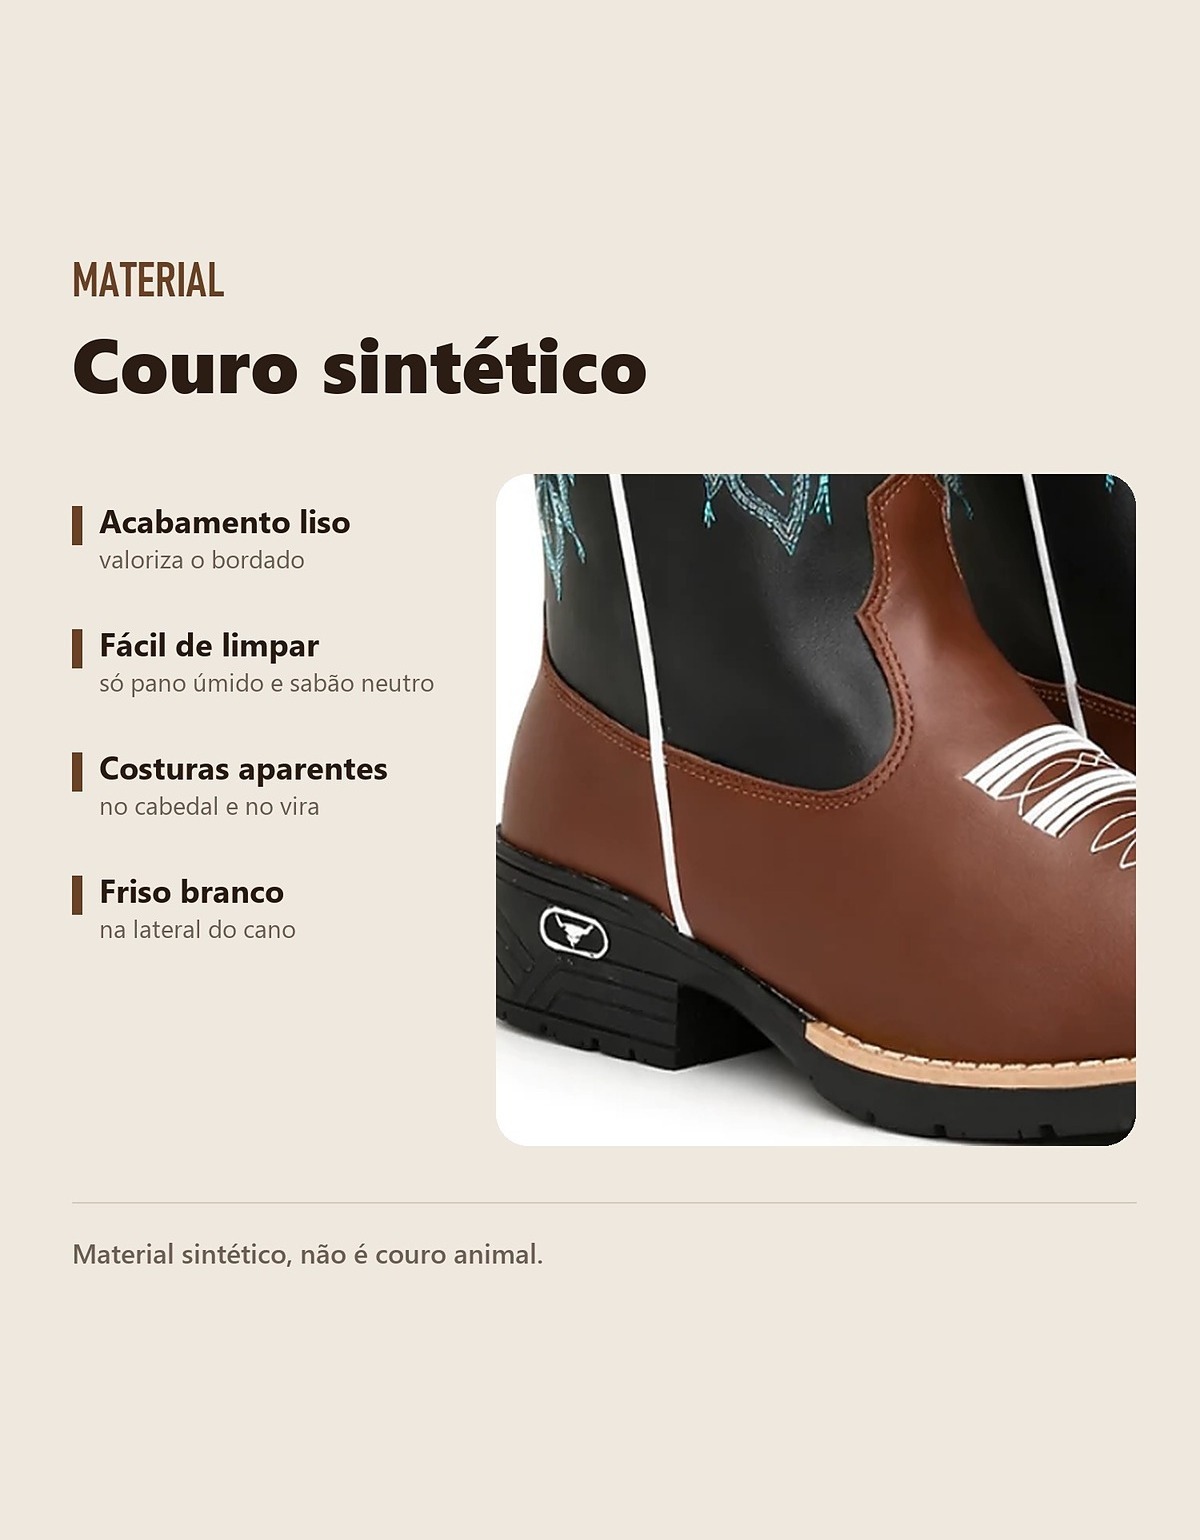 MATERIAL
Couro sintético
Acabamento liso
valoriza o bordado
Fácil de limpar
só pano úmido e sabão neutro
Costuras aparentes
no cabedal e no vira
Friso branco
na lateral do cano
Material sintético, não é couro animal.